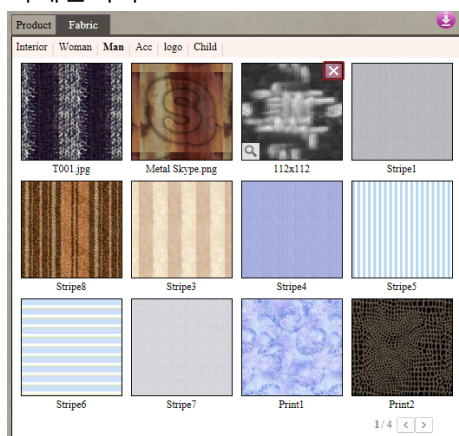 Product Fabric
Interior Woman Man Acc logo Child
T001.jpg Metal Skype.png 112x112 Stripe1
Stripe8 Stripe3 Stripe4 Stripe5
Stripe6 Stripe7 Print1 Print2
1/ 4 < >